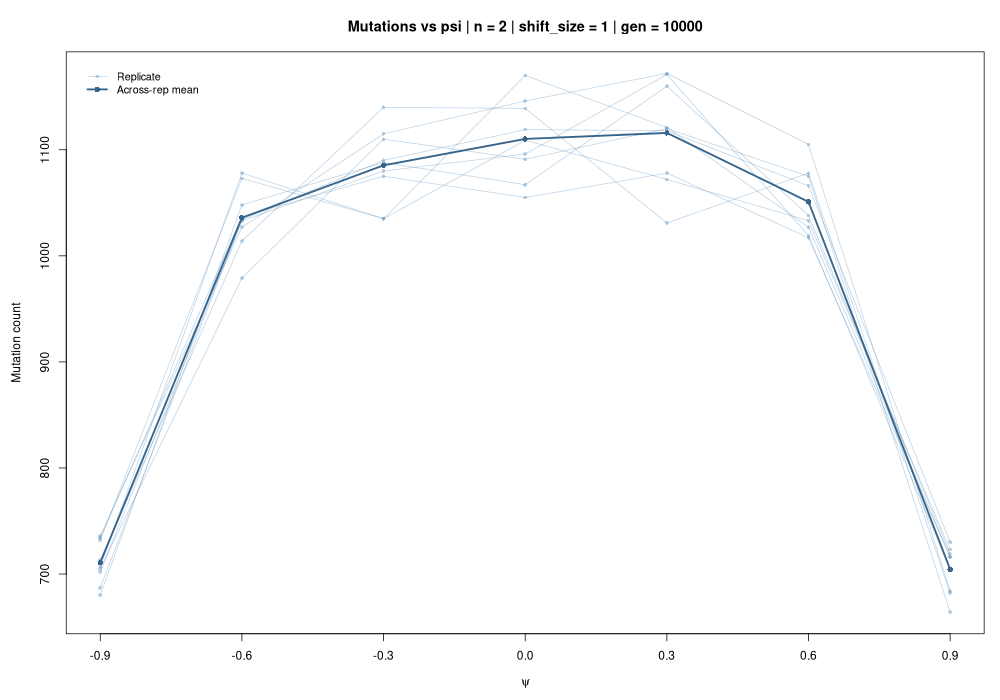 Mutations vs psi | n = 2 | shift_size = 1 | gen = 10000
Replicate
Across-rep mean
1100
1000
900
800
700
Mutation count
-0.9 -0.6 -0.3 0.0 0.3 0.6 0.9
ψ